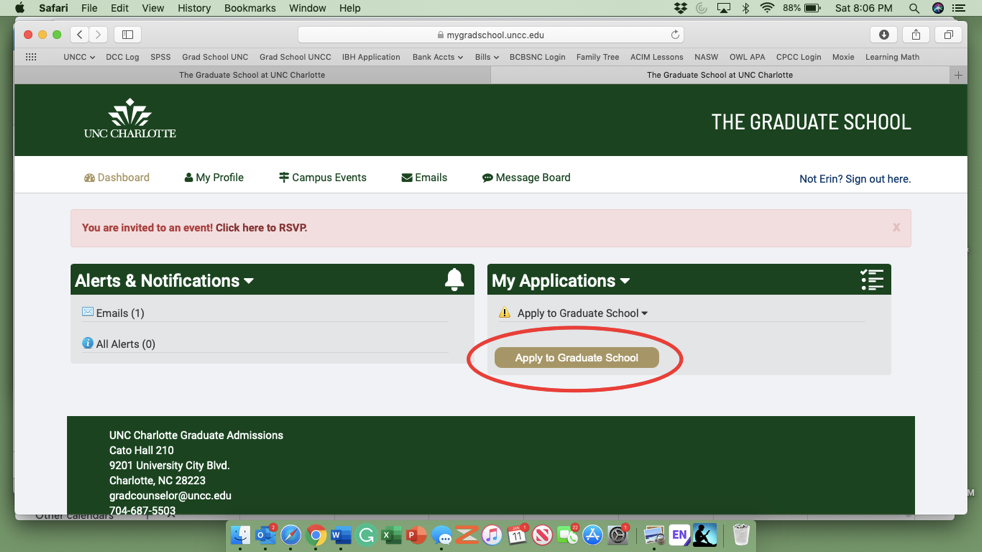 Safari File Edit View History Bookmarks Window Help 88% Sat 8:06 PM
mygradschool.uncc.edu
UNCC DCC Log SPSS Grad School UNC Grad School UNCC IBH Application Bank Accts Bills BCBSNC Login Family Tree ACIM Lessons NASW OWL APA CPCC Login Moxie Learning Math
The Graduate School at UNC Charlotte The Graduate School at UNC Charlotte
UNC CHARLOTTE
THE GRADUATE SCHOOL
Dashboard My Profile Campus Events Emails Message Board Not Erin? Sign out here.
You are invited to an event! Click here to RSVP. X
Alerts & Notifications My Applications
Emails (1) Apply to Graduate School
All Alerts (0)
Apply to Graduate School
UNC Charlotte Graduate Admissions
Cato Hall 210
9201 University City Blvd.
Charlotte, NC 28223
gradcounselor@uncc.edu
704-687-5503
Other calendars
EN